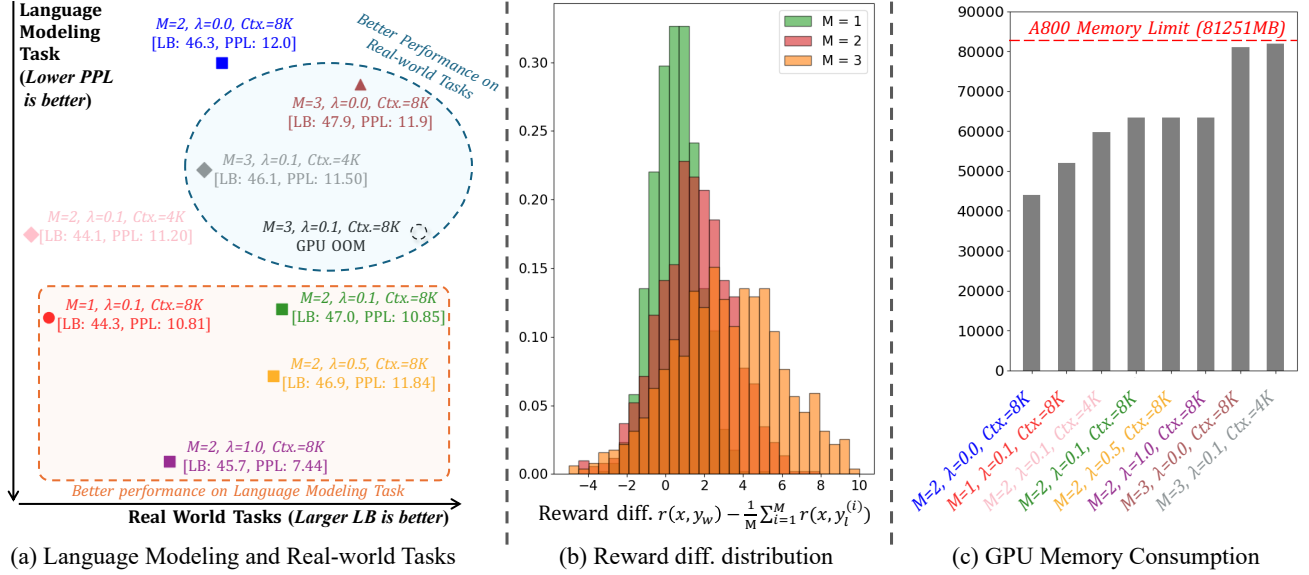 Language
Modeling
Task
(Lower PPL
is better)
M=2, λ=0.0, Ctx.=8K
[LB: 46.3, PPL: 12.0]
Better Performance on
Real-world Tasks
M=3, λ=0.0, Ctx.=8K
[LB: 47.9, PPL: 11.9]
M=3, λ=0.1, Ctx.=4K
[LB: 46.1, PPL: 11.50]
M=2, λ=0.1, Ctx.=4K
[LB: 44.1, PPL: 11.20]
M=3, λ=0.1, Ctx.=8K
GPU OOM
M=1, λ=0.1, Ctx.=8K
[LB: 44.3, PPL: 10.81]
M=2, λ=0.1, Ctx.=8K
[LB: 47.0, PPL: 10.85]
M=2, λ=0.5, Ctx.=8K
[LB: 46.9, PPL: 11.84]
M=2, λ=1.0, Ctx.=8K
[LB: 45.7, PPL: 7.44]
Better performance on Language Modeling Task
Real World Tasks (Larger LB is better)
(a) Language Modeling and Real-world Tasks
M = 1
M = 2
M = 3
0.30
0.25
0.20
0.15
0.10
0.05
0.00
−4 −2 0 2 4 6 8 10
Reward diff. r(x, y_w) − 1/M ∑_{i=1}^{M} r(x, y_l^{(i)})
(b) Reward diff. distribution
90000
80000
70000
60000
50000
40000
30000
20000
10000
0
A800 Memory Limit (81251MB)
M=2, λ=0.0, Ctx.=8K
M=1, λ=0.1, Ctx.=8K
M=2, λ=0.1, Ctx.=4K
M=2, λ=0.1, Ctx.=8K
M=2, λ=0.5, Ctx.=8K
M=2, λ=1.0, Ctx.=8K
M=3, λ=0.0, Ctx.=8K
M=3, λ=0.1, Ctx.=4K
(c) GPU Memory Consumption